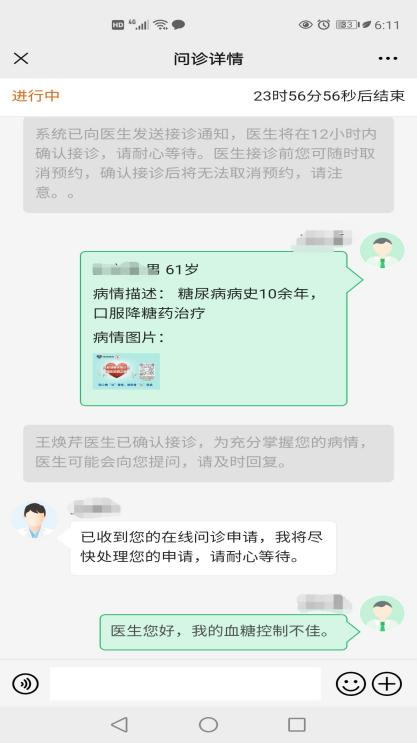 HD 4G 33 6:11
问诊详情
进行中
23时56分56秒后结束
系统已向医生发送接诊通知，医生将在12小时内
确认接诊，请耐心等待。医生接诊前您可随时取
消预约，确认接诊后将无法取消预约，请注
意。。
男 61岁
病情描述： 糖尿病病史10余年，
口服降糖药治疗
病情图片：
王焕芹医生已确认接诊，为充分掌握您的病情，
医生可能会向您提问，请及时回复。
已收到您的在线问诊申请，我将尽
快处理您的申请，请耐心等待。
医生您好，我的血糖控制不佳。